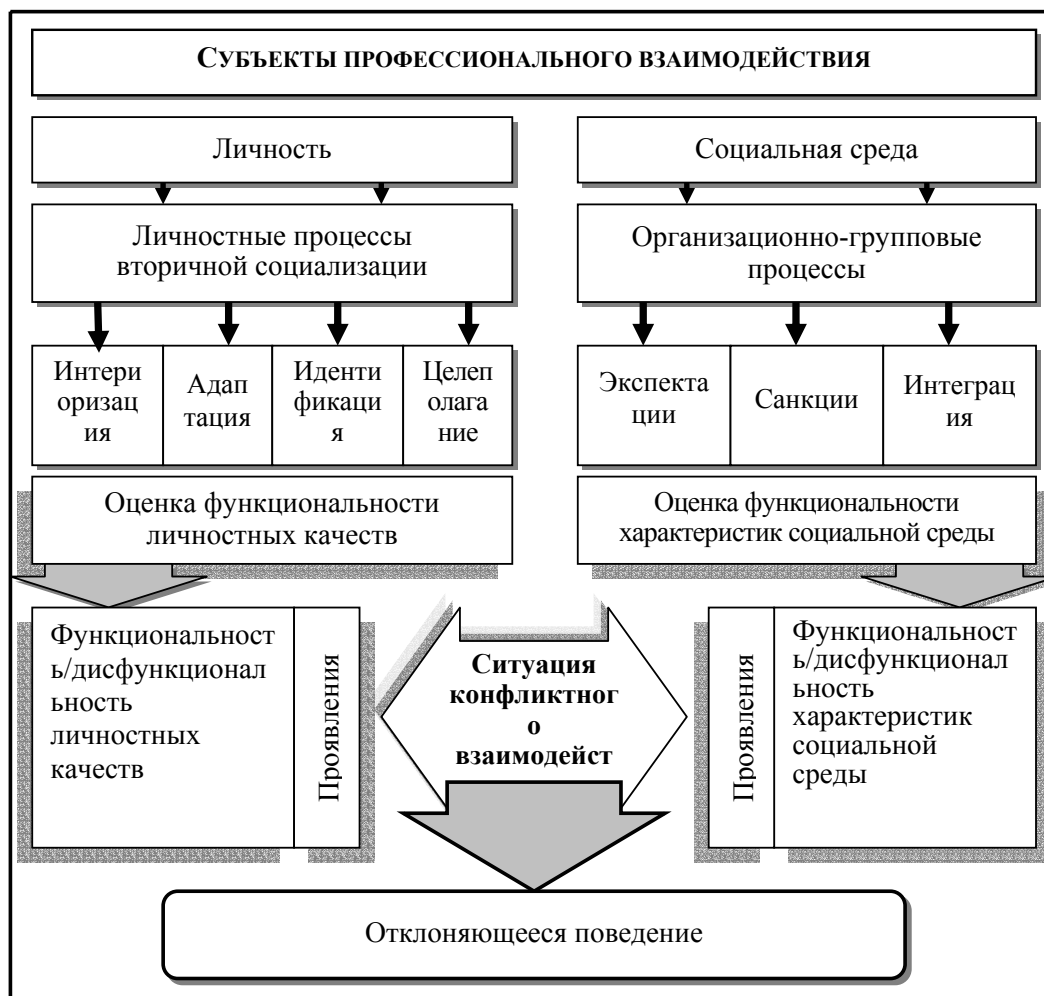 СУБЪЕКТЫ ПРОФЕССИОНАЛЬНОГО ВЗАИМОДЕЙСТВИЯ
Личность
Социальная среда
Личностные процессы
вторичной социализации
Организационно-групповые
процессы
Интери
оризац
ия
Адап
тация
Иденти
фикаци
я
Целеп
олаган
ие
Экспекта
ции
Санкции
Интеграц
ия
Оценка функциональности
личностных качеств
Оценка функциональности
характеристик социальной среды
Функциональност
ь/дисфункционал
ьность
личностных
качеств
Проявления
Ситуация
конфликтног
о
взаимодейст
Проявления
Функциональност
ь/дисфункционал
ьность
характеристик
социальной
среды
Отклоняющееся поведение